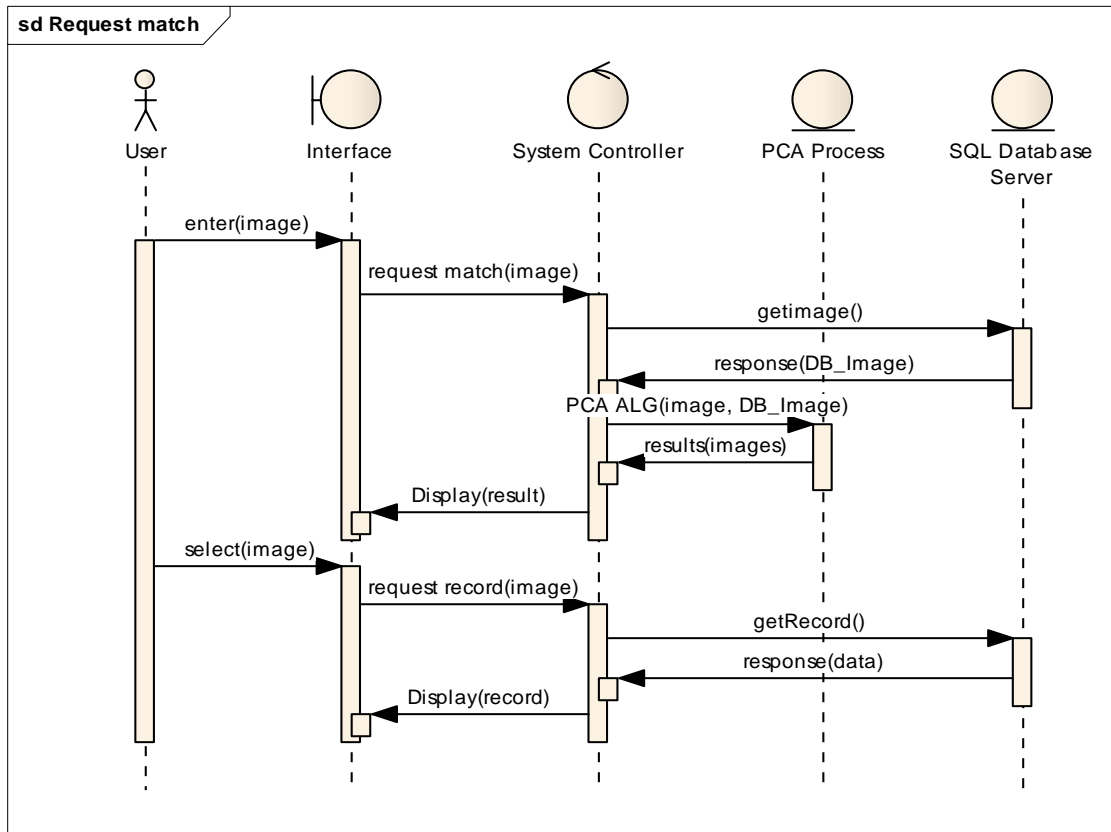 sd Request match
User
Interface
System Controller
PCA Process
SQL Database
Server
enter(image)
request match(image)
getimage()
response(DB_Image)
PCA ALG(image, DB_Image)
results(images)
Display(result)
select(image)
request record(image)
getRecord()
response(data)
Display(record)